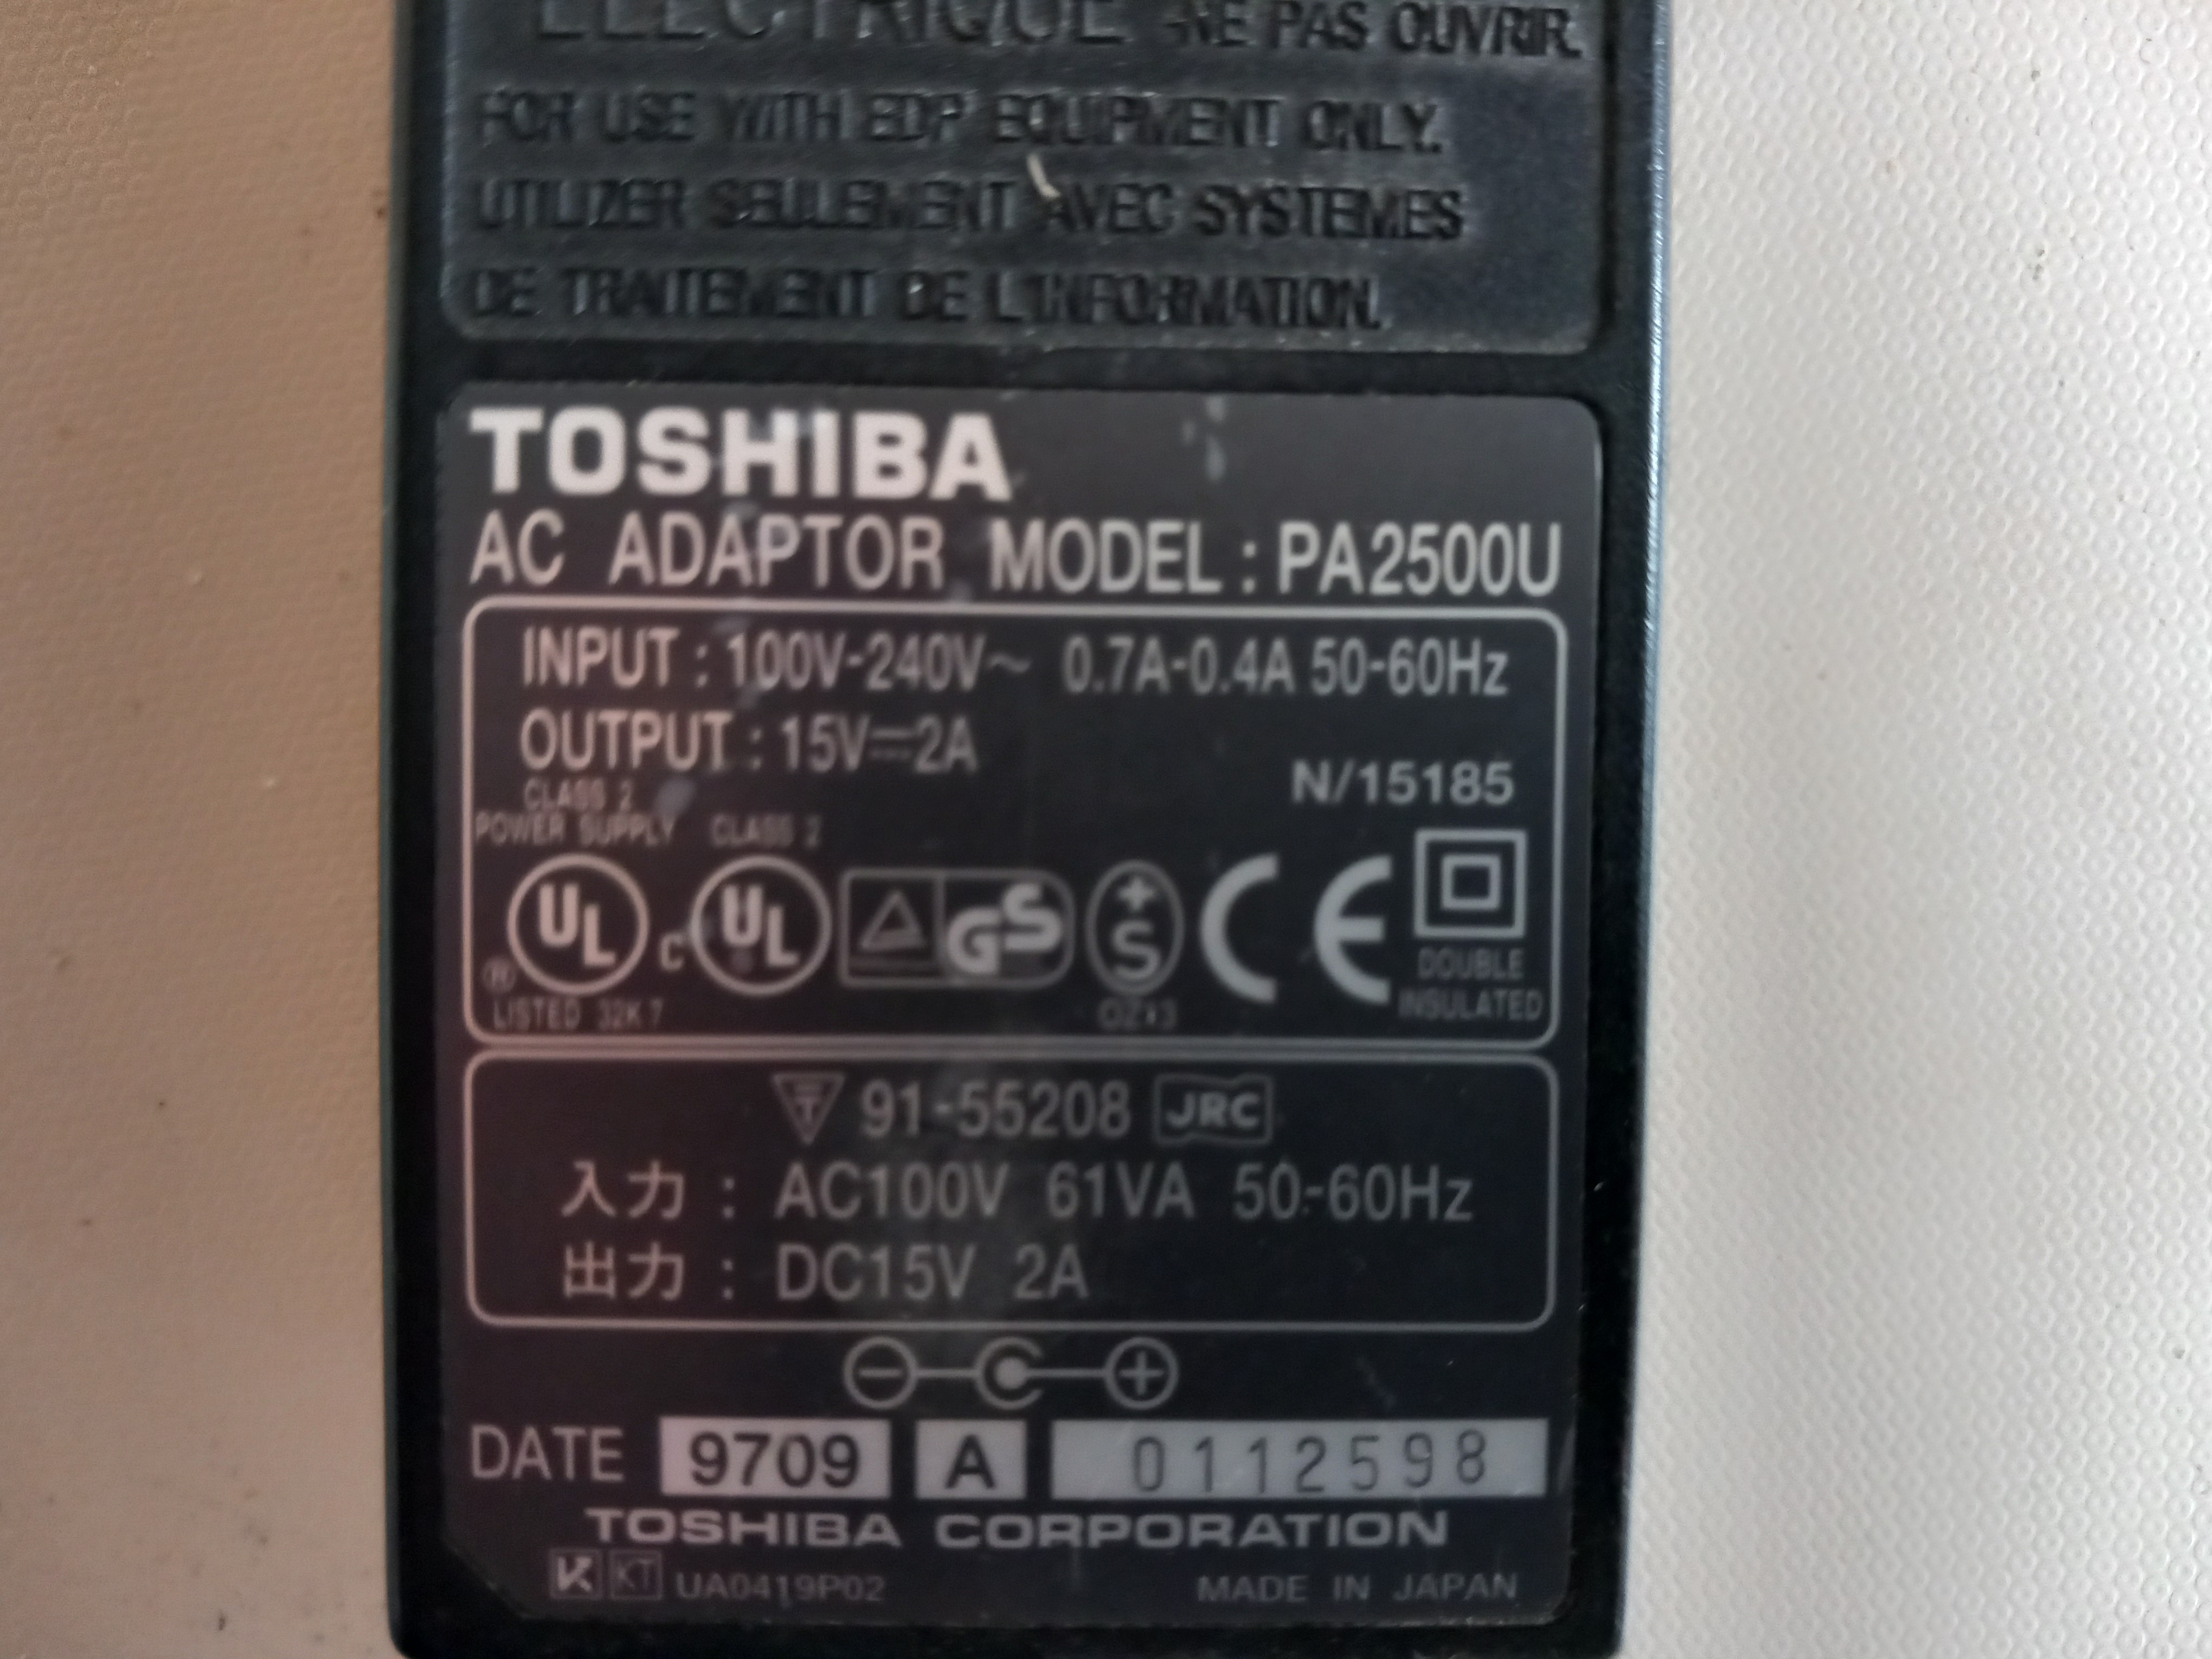 ELECTRIQUE -NE PAS OUVRIR.
FOR USE WITH EDP EQUIPMENT ONLY.
UTILIZER SEULEMENT AVEC SYSTEMES
DE TRAITEMENT DE L'INFORMATION.
TOSHIBA
AC ADAPTOR MODEL : PA2500U
INPUT : 100V-240V~ 0.7A-0.4A 50-60Hz
OUTPUT : 15V⎓2A
N/15185
CLASS 2
POWER SUPPLY CLASS 2
UL c UL GS +S CE
® DOUBLE
LISTED 32K7 INSULATED
T 91-55208 JRC
入力 : AC100V 61VA 50-60Hz
出力 : DC15V 2A
DATE 9709 A 0112598
TOSHIBA CORPORATION
K KT UA0419P02 MADE IN JAPAN